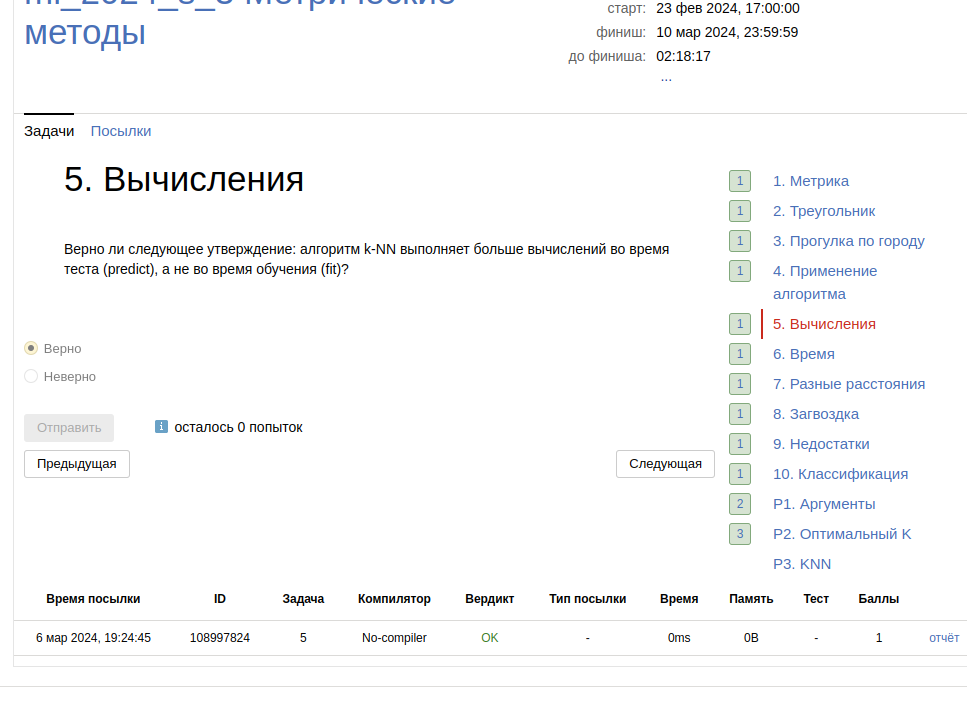 ml_2024_s_3 Метрические
методы
старт: 23 фев 2024, 17:00:00
финиш: 10 мар 2024, 23:59:59
до финиша: 02:18:17
...
Задачи Посылки
5. Вычисления
Верно ли следующее утверждение: алгоритм k-NN выполняет больше вычислений во время
теста (predict), а не во время обучения (fit)?
Верно
Неверно
Отправить i осталось 0 попыток
Предыдущая Следующая
1 1. Метрика
1 2. Треугольник
1 3. Прогулка по городу
1 4. Применение
алгоритма
1 5. Вычисления
1 6. Время
1 7. Разные расстояния
1 8. Загвоздка
1 9. Недостатки
1 10. Классификация
2 P1. Аргументы
3 P2. Оптимальный K
P3. KNN
Время посылки ID Задача Компилятор Вердикт Тип посылки Время Память Тест Баллы
6 мар 2024, 19:24:45 108997824 5 No-compiler OK - 0ms 0B - 1 отчёт